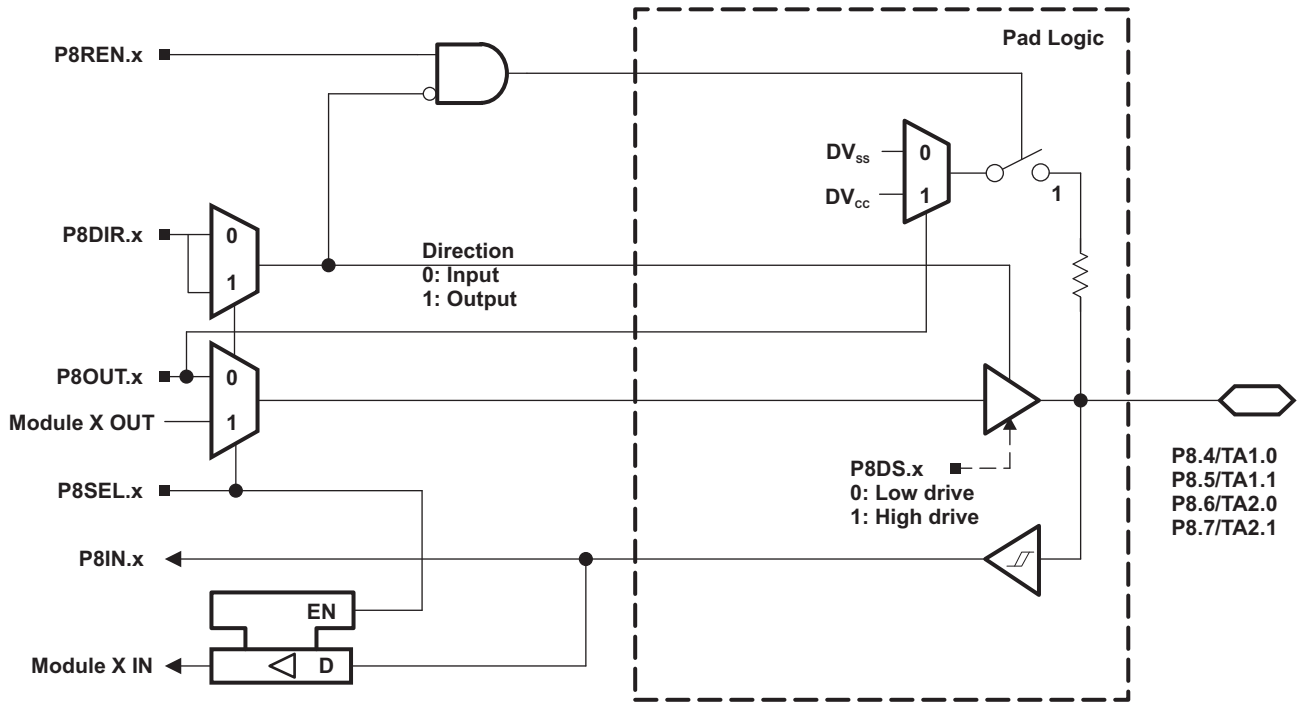 Pad Logic
P8REN.x
DVSS
0
DVCC
1
1
P8DIR.x
0
1
Direction
0: Input
1: Output
P8OUT.x
0
Module X OUT
1
P8DS.x
0: Low drive
1: High drive
P8.4/TA1.0
P8.5/TA1.1
P8.6/TA2.0
P8.7/TA2.1
P8SEL.x
P8IN.x
EN
Module X IN
D